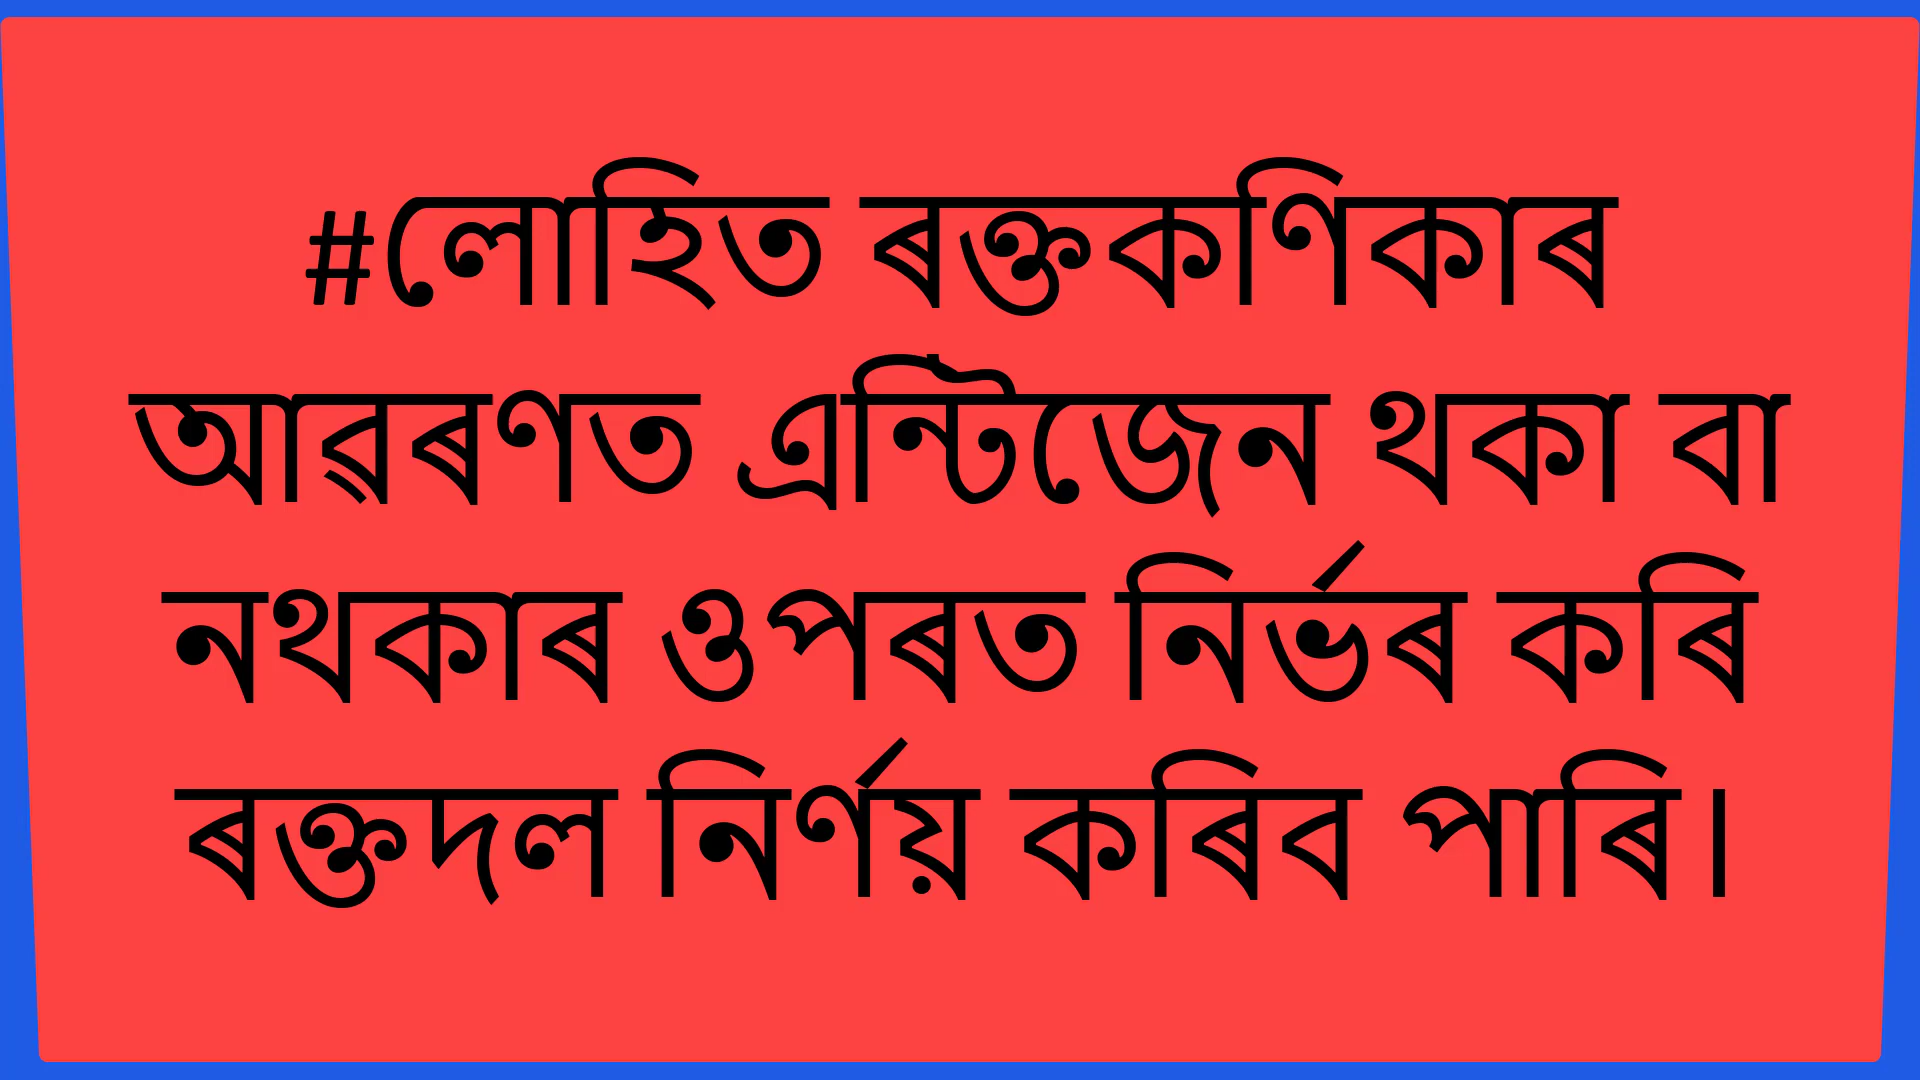 #লোহিত ৰক্তকণিকাৰ
আৱৰণত এন্টিজেন থকা বা
নথকাৰ ওপৰত নিৰ্ভৰ কৰি
ৰক্তদল নিৰ্ণয় কৰিব পাৰি।